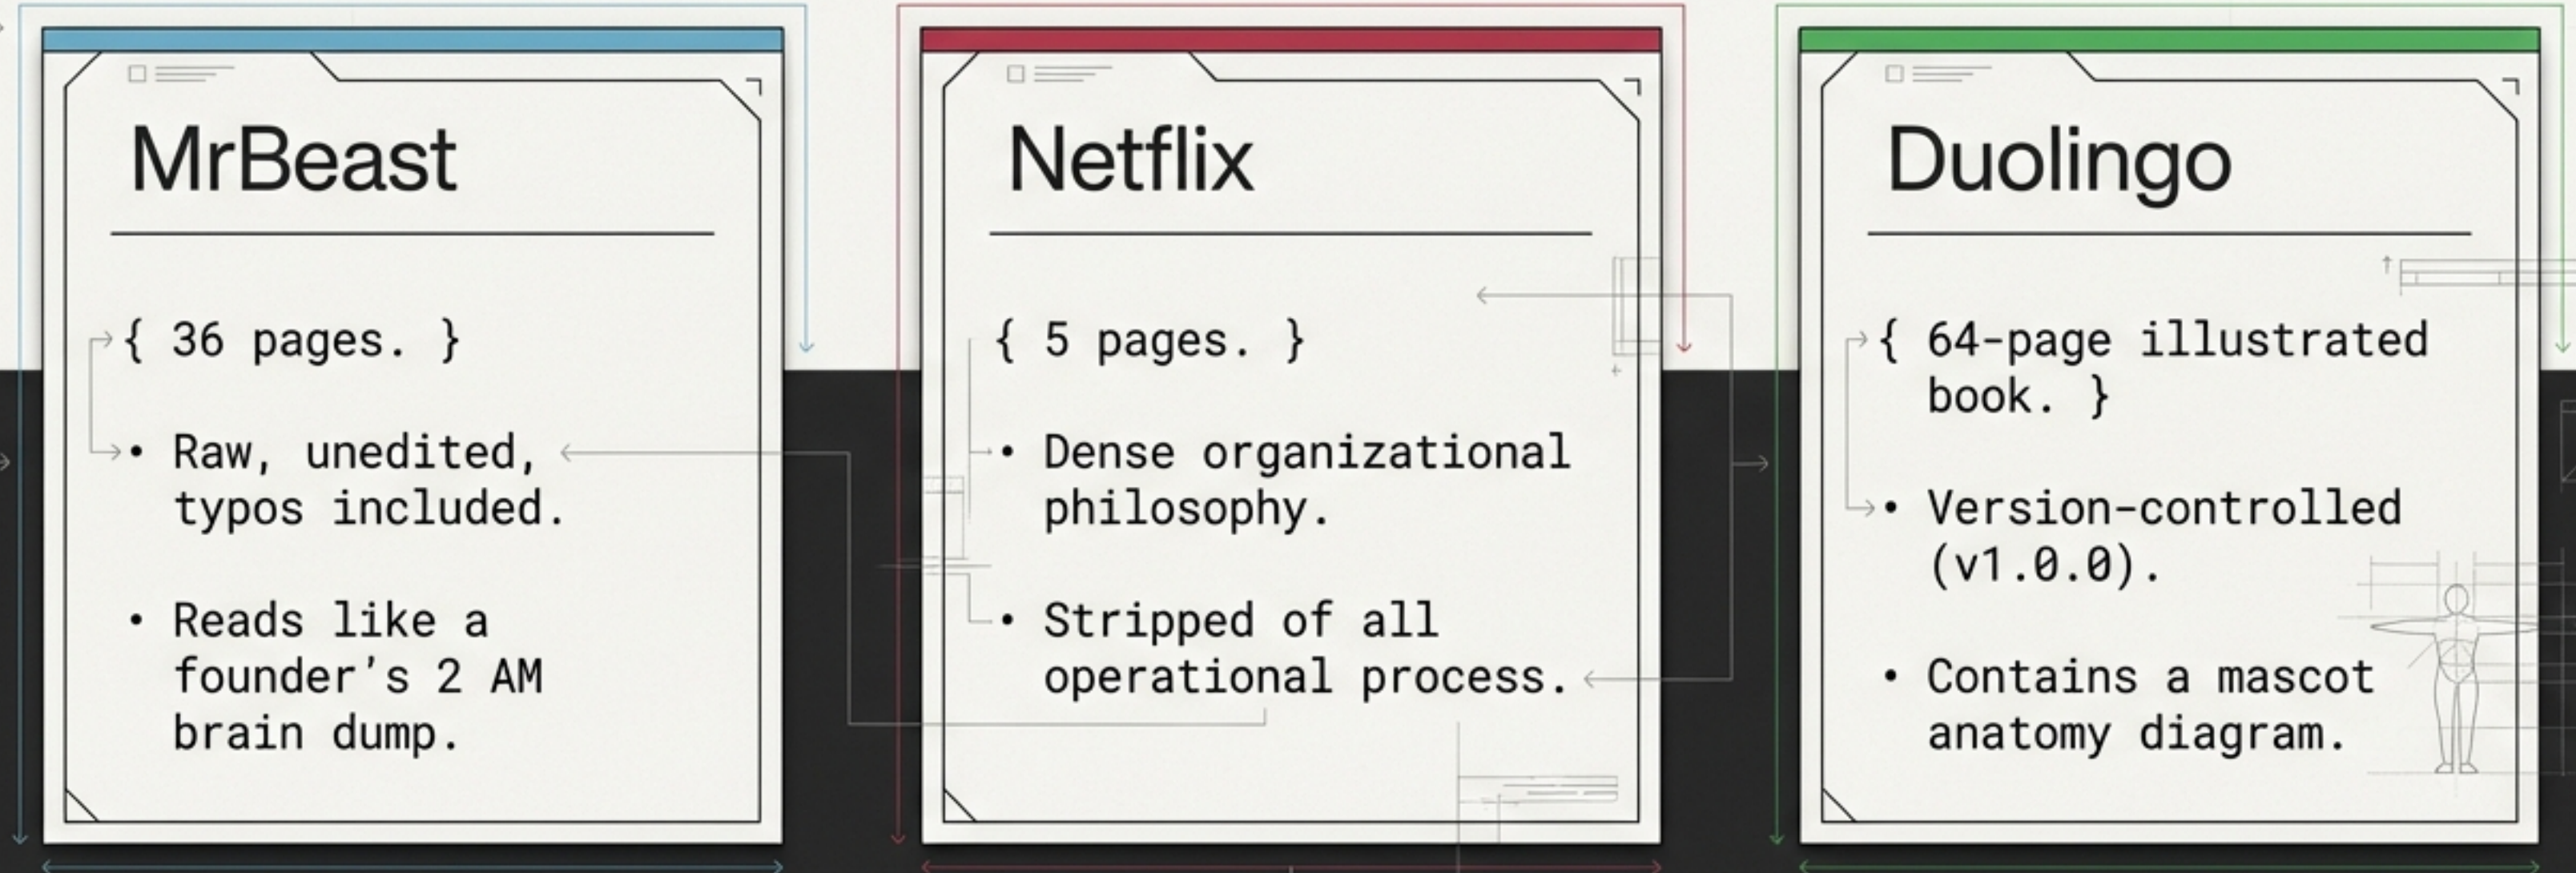 MrBeast
{ 36 pages. }
• Raw, unedited,
typos included.
• Reads like a
founder’s 2 AM
brain dump.
Netflix
{ 5 pages. }
• Dense organizational
philosophy.
• Stripped of all
operational process.
Duolingo
{ 64-page illustrated
book. }
• Version-controlled
(v1.0.0).
• Contains a mascot
anatomy diagram.